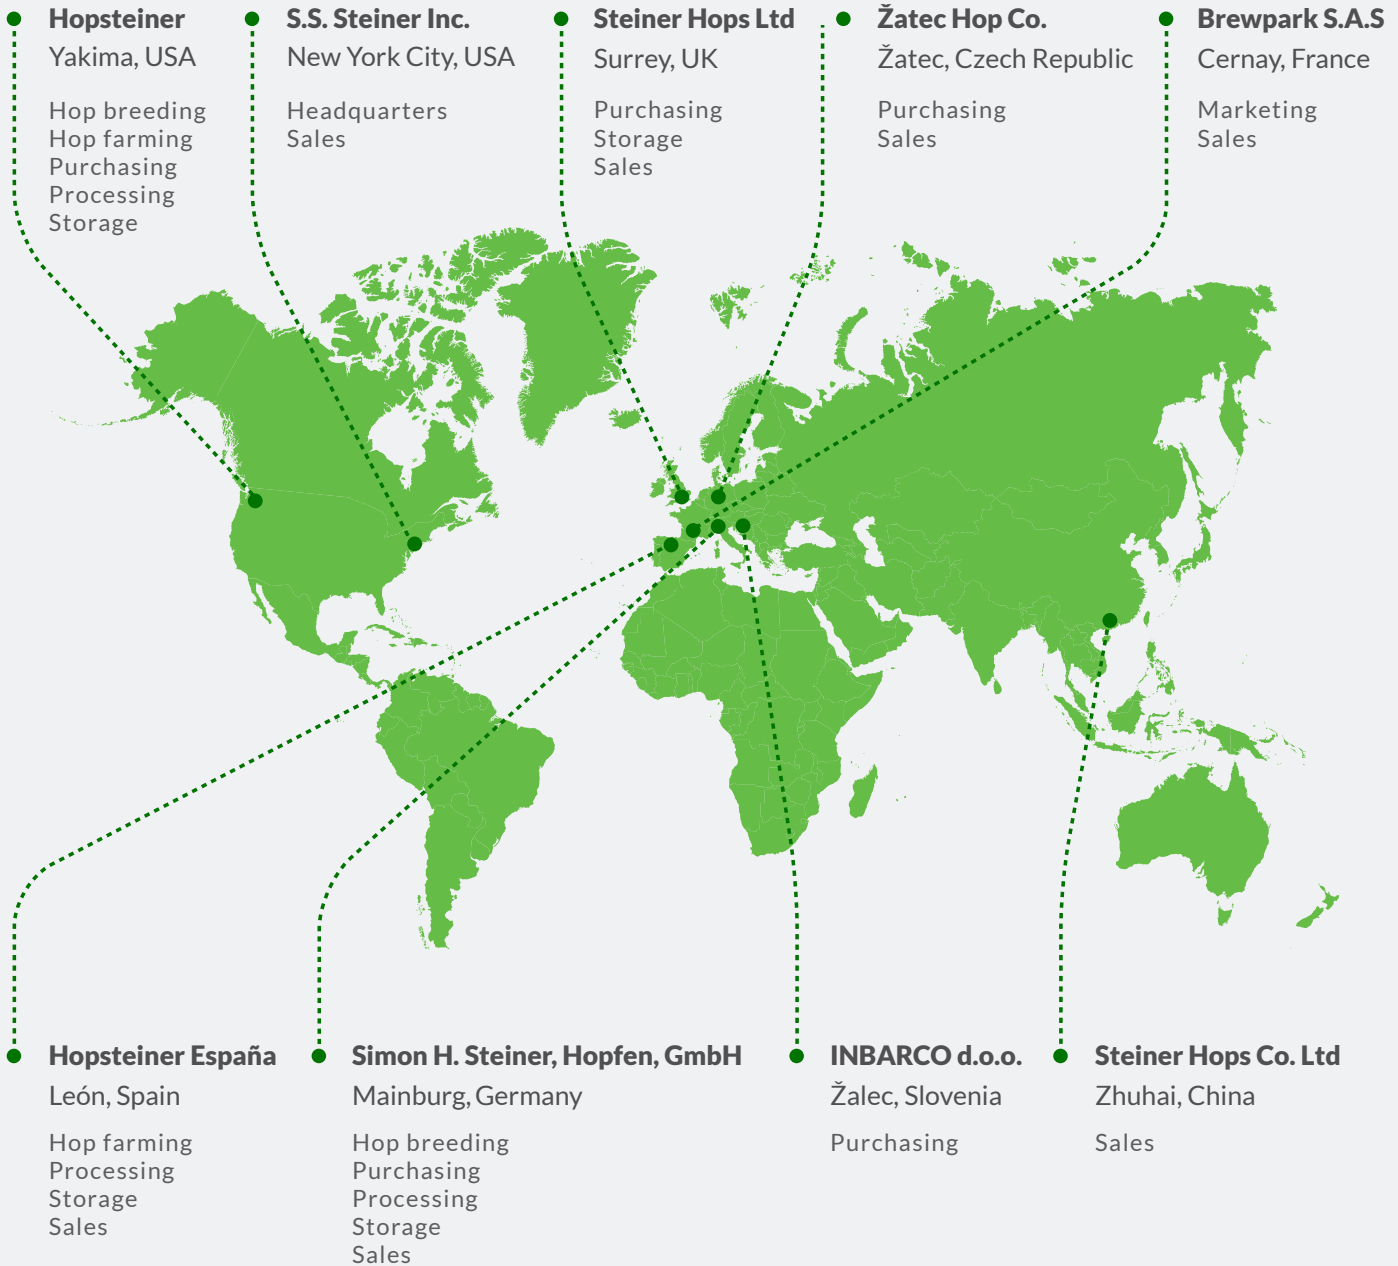 Hopsteiner
Yakima, USA
Hop breeding
Hop farming
Purchasing
Processing
Storage
S.S. Steiner Inc.
New York City, USA
Headquarters
Sales
Steiner Hops Ltd
Surrey, UK
Purchasing
Storage
Sales
Žatec Hop Co.
Žatec, Czech Republic
Purchasing
Sales
Brewpark S.A.S
Cernay, France
Marketing
Sales
Hopsteiner España
León, Spain
Hop farming
Processing
Storage
Sales
Simon H. Steiner, Hopfen, GmbH
Mainburg, Germany
Hop breeding
Purchasing
Processing
Storage
Sales
INBARCO d.o.o.
Žalec, Slovenia
Purchasing
Steiner Hops Co. Ltd
Zhuhai, China
Sales